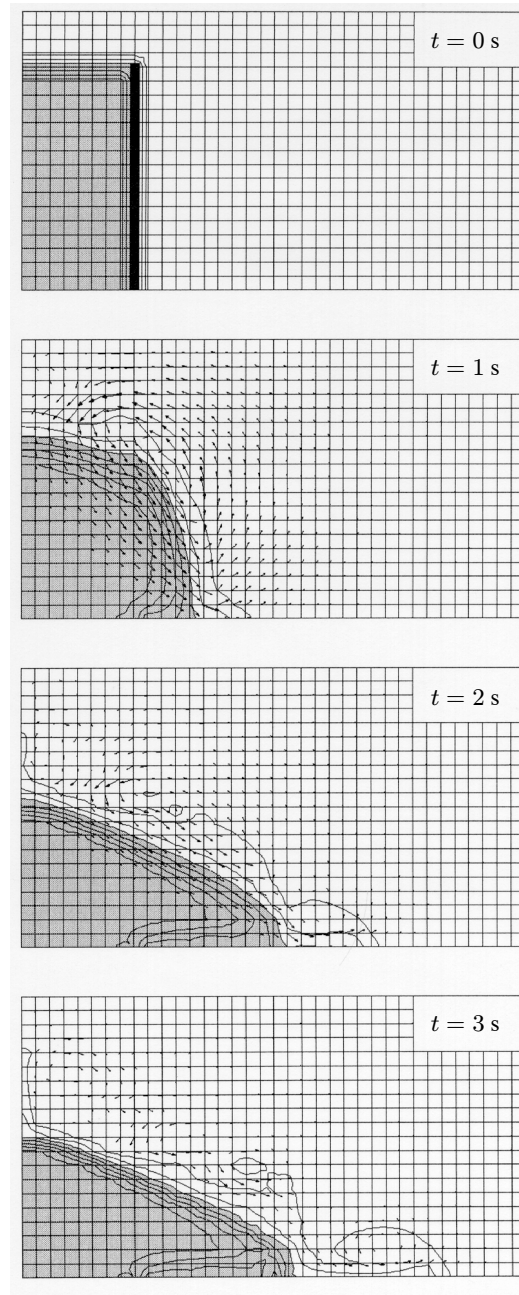 t = 0 s
t = 1 s
t = 2 s
t = 3 s